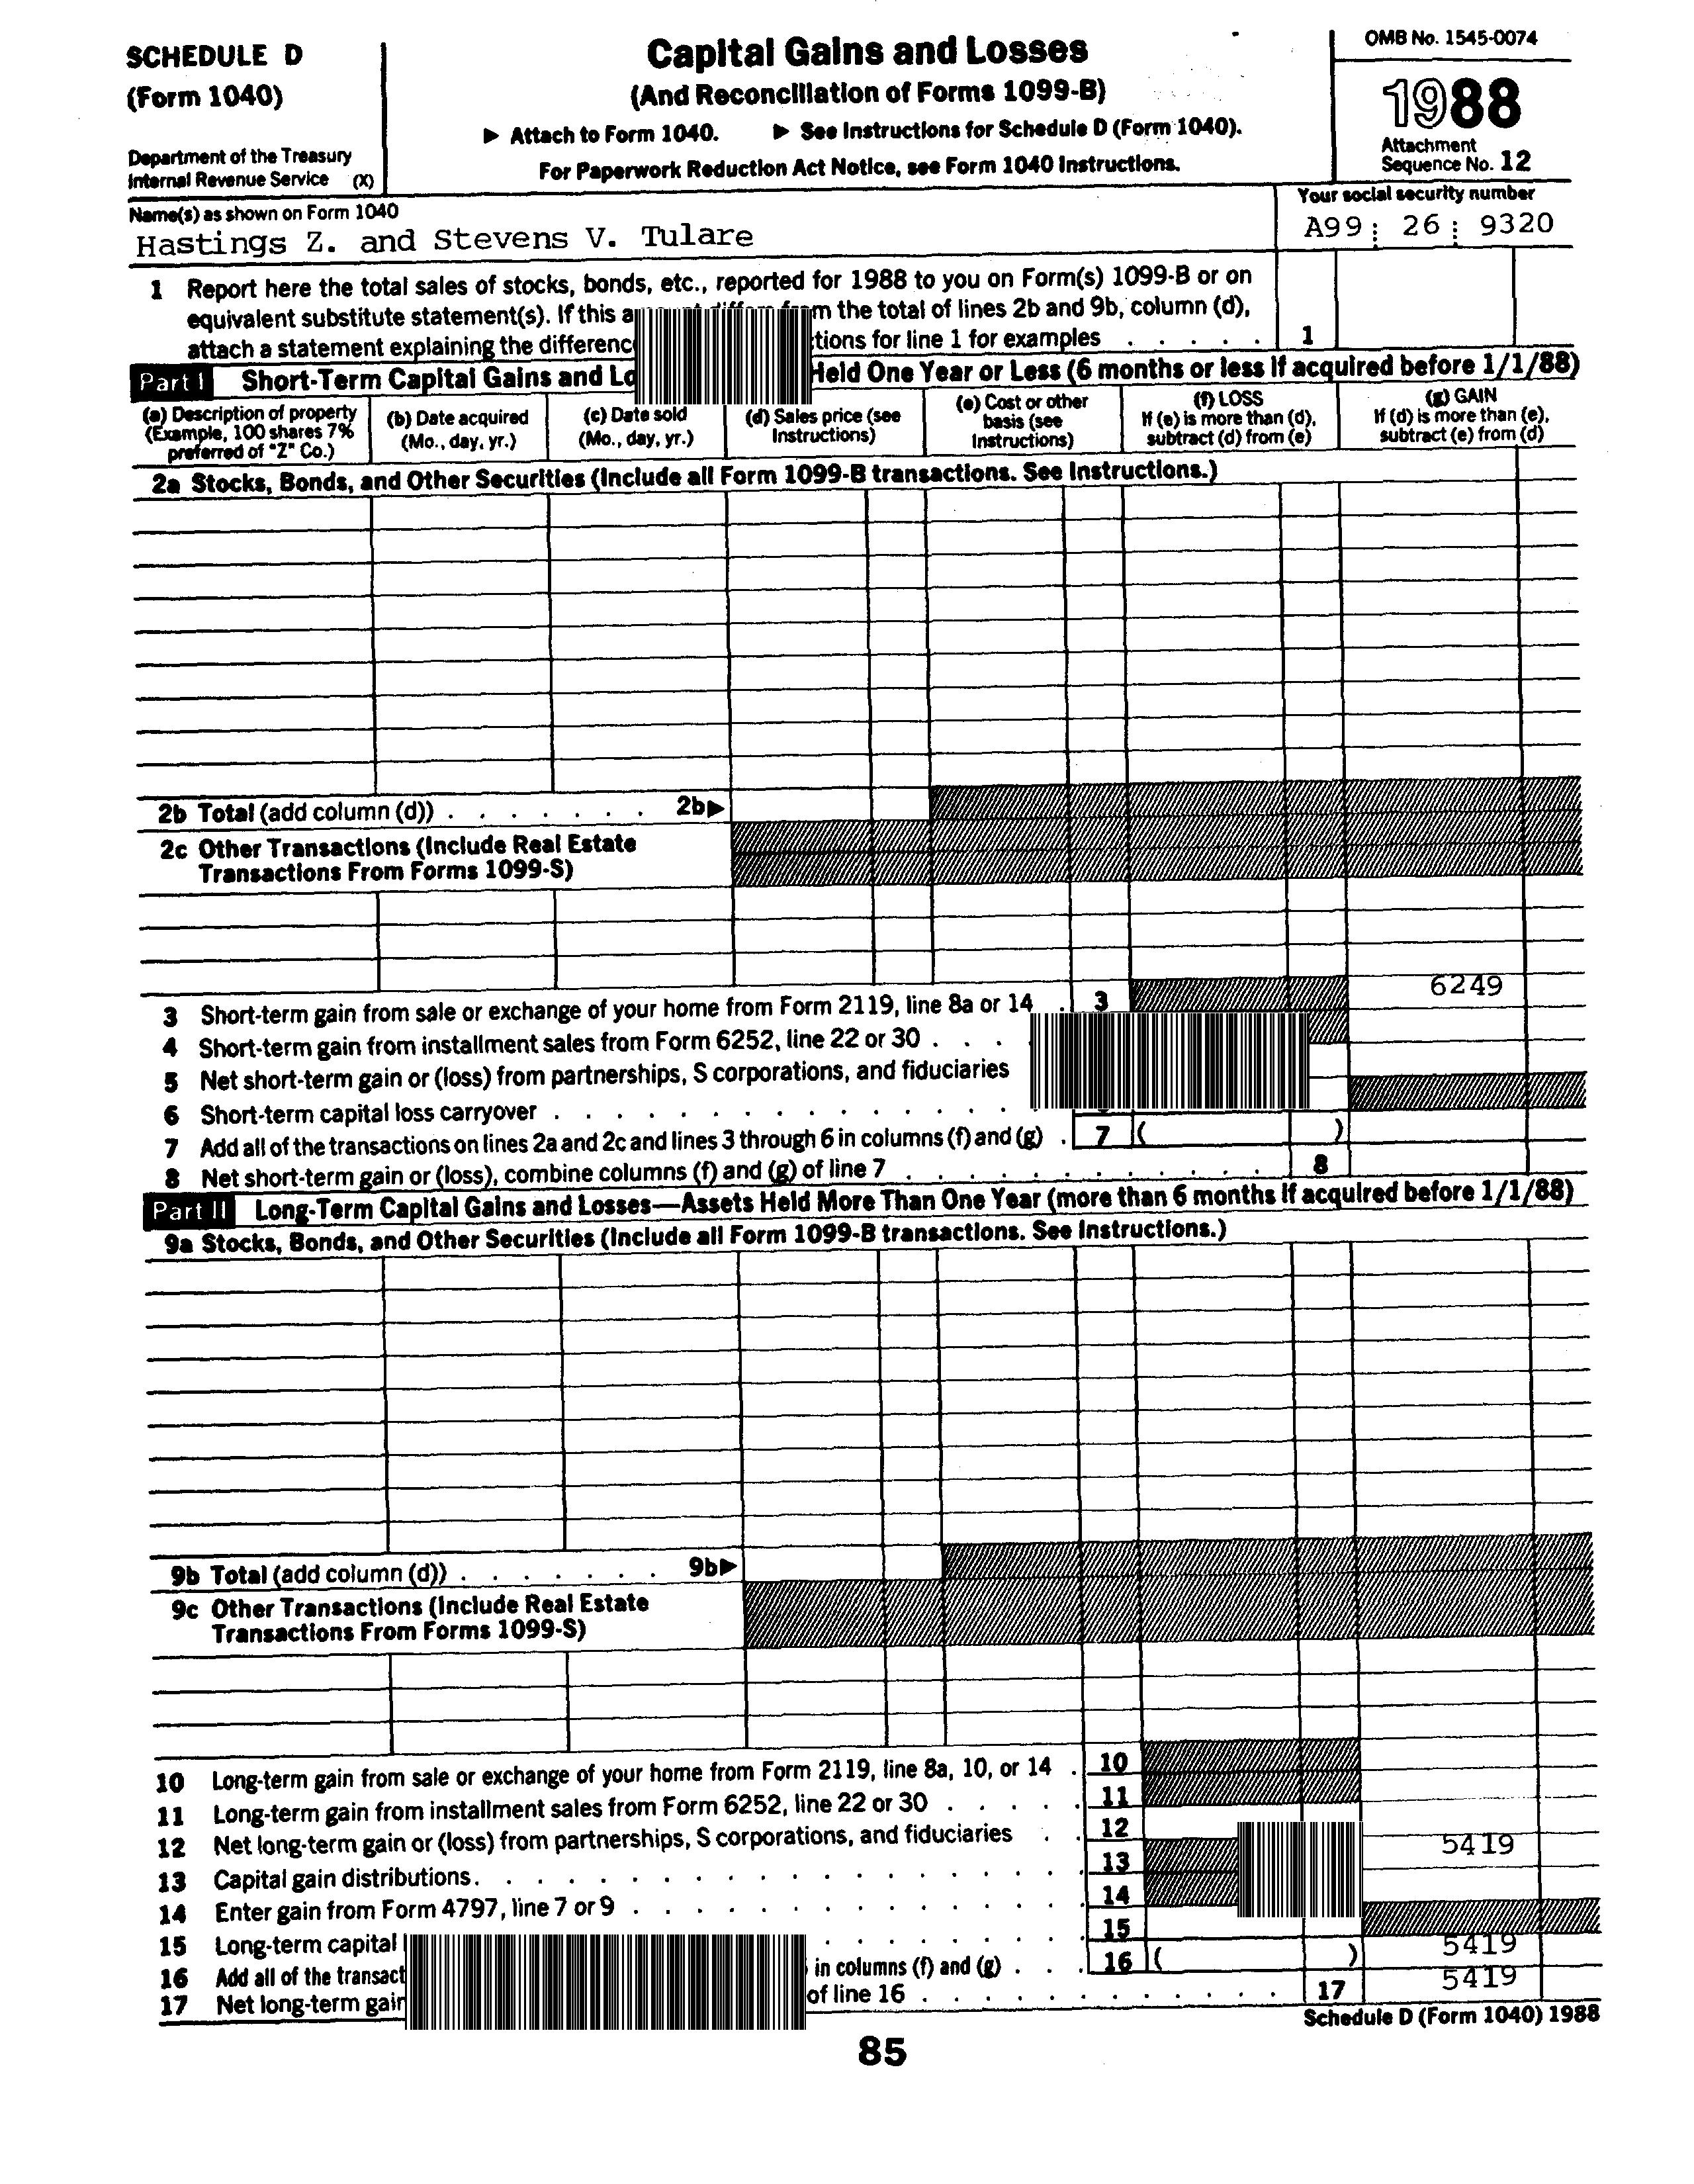 SCHEDULE D
(Form 1040)
Department of the Treasury
Internal Revenue Service (X)
Capital Gains and Losses
(And Reconciliation of Forms 1099-B)
▶ Attach to Form 1040. ▶ See Instructions for Schedule D (Form 1040).
For Paperwork Reduction Act Notice, see Form 1040 Instructions.
OMB No. 1545-0074
1988
Attachment
Sequence No. 12
Name(s) as shown on Form 1040
Hastings Z. and Stevens V. Tulare
Your social security number
A99 : 26 : 9320
1 Report here the total sales of stocks, bonds, etc., reported for 1988 to you on Form(s) 1099-B or on
equivalent substitute statement(s). If this the total of lines 2b and 9b, column (d),
attach a statement explaining the for line 1 for examples . . . . . 1
Part I Short-Term Capital Gains and Held One Year or Less (6 months or less if acquired before 1/1/88)
(a) Description of property
(Example, 100 shares 7%
preferred of "Z" Co.)
(b) Date acquired
(Mo., day, yr.)
(c) Date sold
(Mo., day, yr.)
(d) Sales price (see
Instructions)
(e) Cost or other
basis (see
Instructions)
(f) LOSS
If (e) is more than (d),
subtract (d) from (e)
(g) GAIN
If (d) is more than (e),
subtract (e) from (d)
2a Stocks, Bonds, and Other Securities (Include all Form 1099-B transactions. See Instructions.)
2b Total (add column (d)) . . . . . . . 2b▶
2c Other Transactions (Include Real Estate
Transactions From Forms 1099-S)
3 Short-term gain from sale or exchange of your home from Form 2119, line 8a or 14 . 3 6249
4 Short-term gain from installment sales from Form 6252, line 22 or 30 . . .
5 Net short-term gain or (loss) from partnerships, S corporations, and fiduciaries
6 Short-term capital loss carryover . . . . . . . . . . . . . . .
7 Add all of the transactions on lines 2a and 2c and lines 3 through 6 in columns (f) and (g) . 7 ( )
8 Net short-term gain or (loss), combine columns (f) and (g) of line 7 . . . . . . . . . . . . 8
Part II Long-Term Capital Gains and Losses—Assets Held More Than One Year (more than 6 months if acquired before 1/1/88)
9a Stocks, Bonds, and Other Securities (Include all Form 1099-B transactions. See Instructions.)
9b Total (add column (d)) . . . . . . . 9b▶
9c Other Transactions (Include Real Estate
Transactions From Forms 1099-S)
10 Long-term gain from sale or exchange of your home from Form 2119, line 8a, 10, or 14 . 10
11 Long-term gain from installment sales from Form 6252, line 22 or 30 . . . . . 11
12 Net long-term gain or (loss) from partnerships, S corporations, and fiduciaries . . 12 5419
13 Capital gain distributions. . . . . . . . . . . . . . . . . . . 13
14 Enter gain from Form 4797, line 7 or 9 . . . . . . . . . . . . . . 14
15 Long-term capital . . . . . . . . . 15
16 Add all of the in columns (f) and (g) . . . 16 ( ) 5419
17 Net long-term of line 16 . . . . . . . . . . . . 17 5419
Schedule D (Form 1040) 1988
85